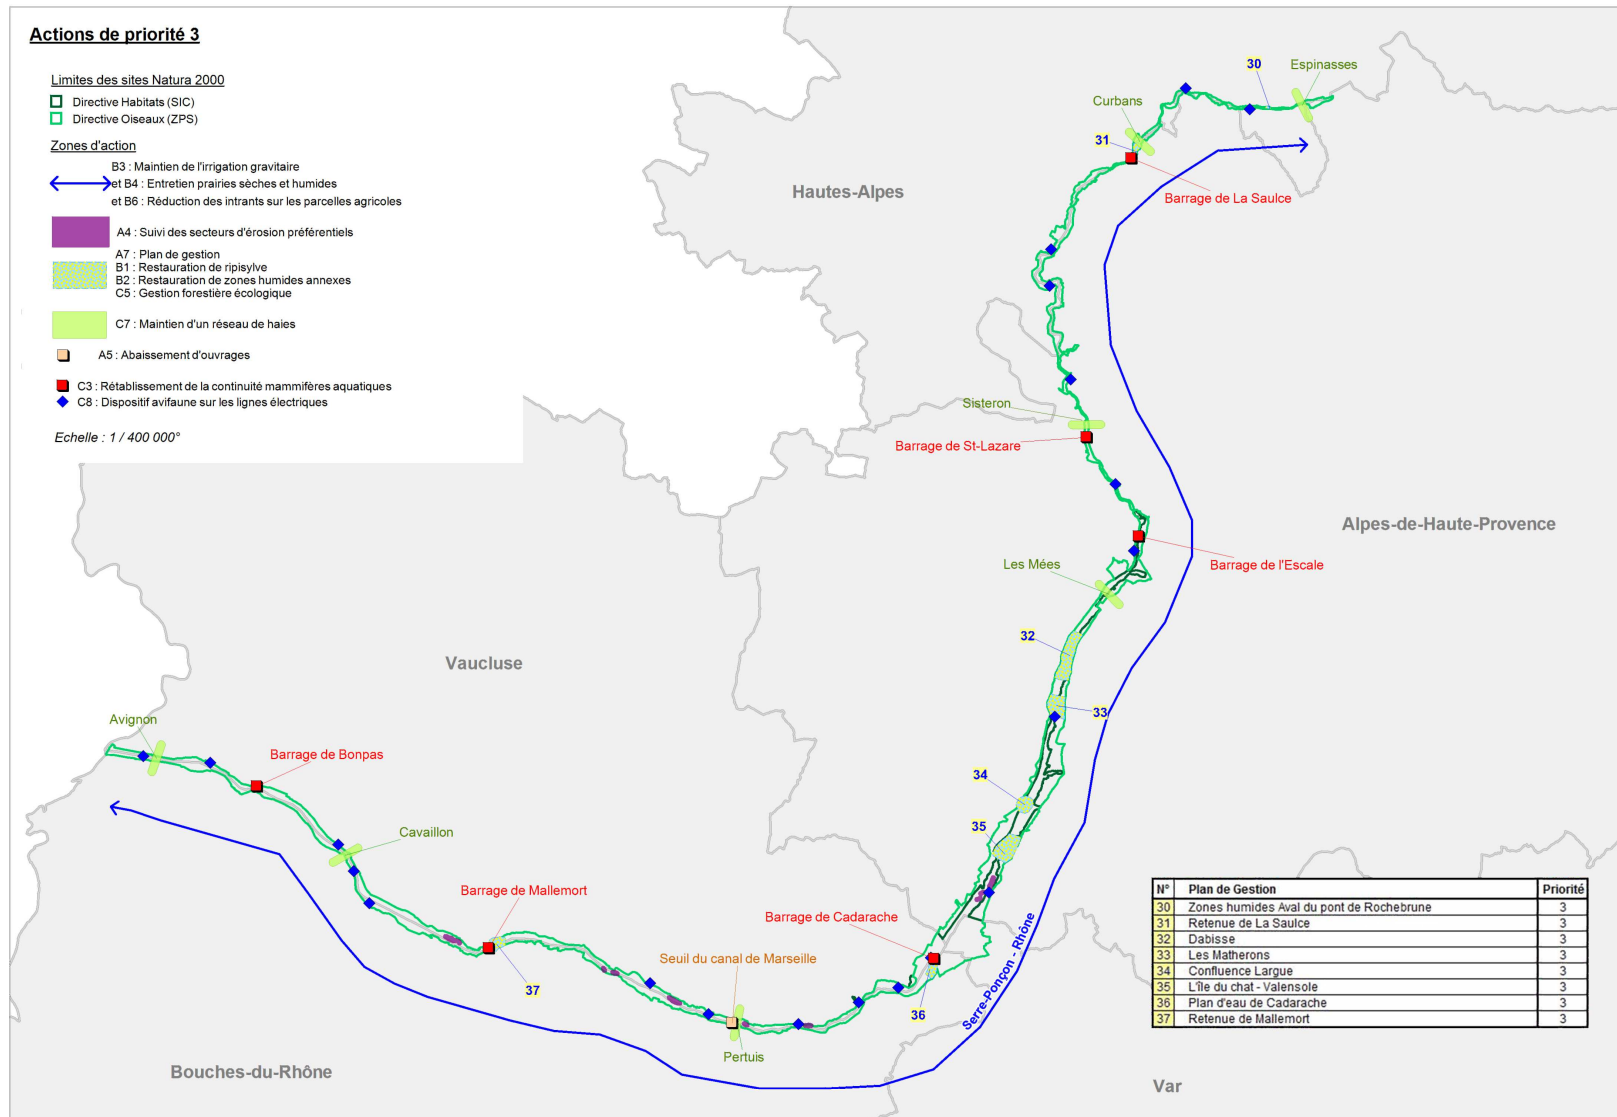 Actions de priorité 3
Limites des sites Natura 2000
Directive Habitats (SIC)
Directive Oiseaux (ZPS)
Zones d'action
B3 : Maintien de l'irrigation gravitaire
et B4 : Entretien prairies sèches et humides
et B6 : Réduction des intrants sur les parcelles agricoles
A4 : Suivi des secteurs d'érosion préférentiels
A7 : Plan de gestion
B1 : Restauration de ripisylve
B2 : Restauration de zones humides annexes
C5 : Gestion forestière écologique
C7 : Maintien d'un réseau de haies
A5 : Abaissement d'ouvrages
C3 : Rétablissement de la continuité mammifères aquatiques
C8 : Dispositif avifaune sur les lignes électriques
Echelle : 1 / 400 000°
30
Espinasses
Curbans
31
Hautes-Alpes
Barrage de La Saulce
Sisteron
Barrage de St-Lazare
Alpes-de-Haute-Provence
Barrage de l'Escale
Les Mées
32
Vaucluse
33
Avignon
Barrage de Bonpas
34
35
Cavaillon
Barrage de Mallemort
Barrage de Cadarache
Seuil du canal de Marseille
37
36
Serre-Ponçon - Rhône
Pertuis
Bouches-du-Rhône
Var
N° Plan de Gestion Priorité
30 Zones humides Aval du pont de Rochebrune 3
31 Retenue de La Saulce 3
32 Dabisse 3
33 Les Matherons 3
34 Confluence Largue 3
35 L'île du chat - Valensole 3
36 Plan d'eau de Cadarache 3
37 Retenue de Mallemort 3